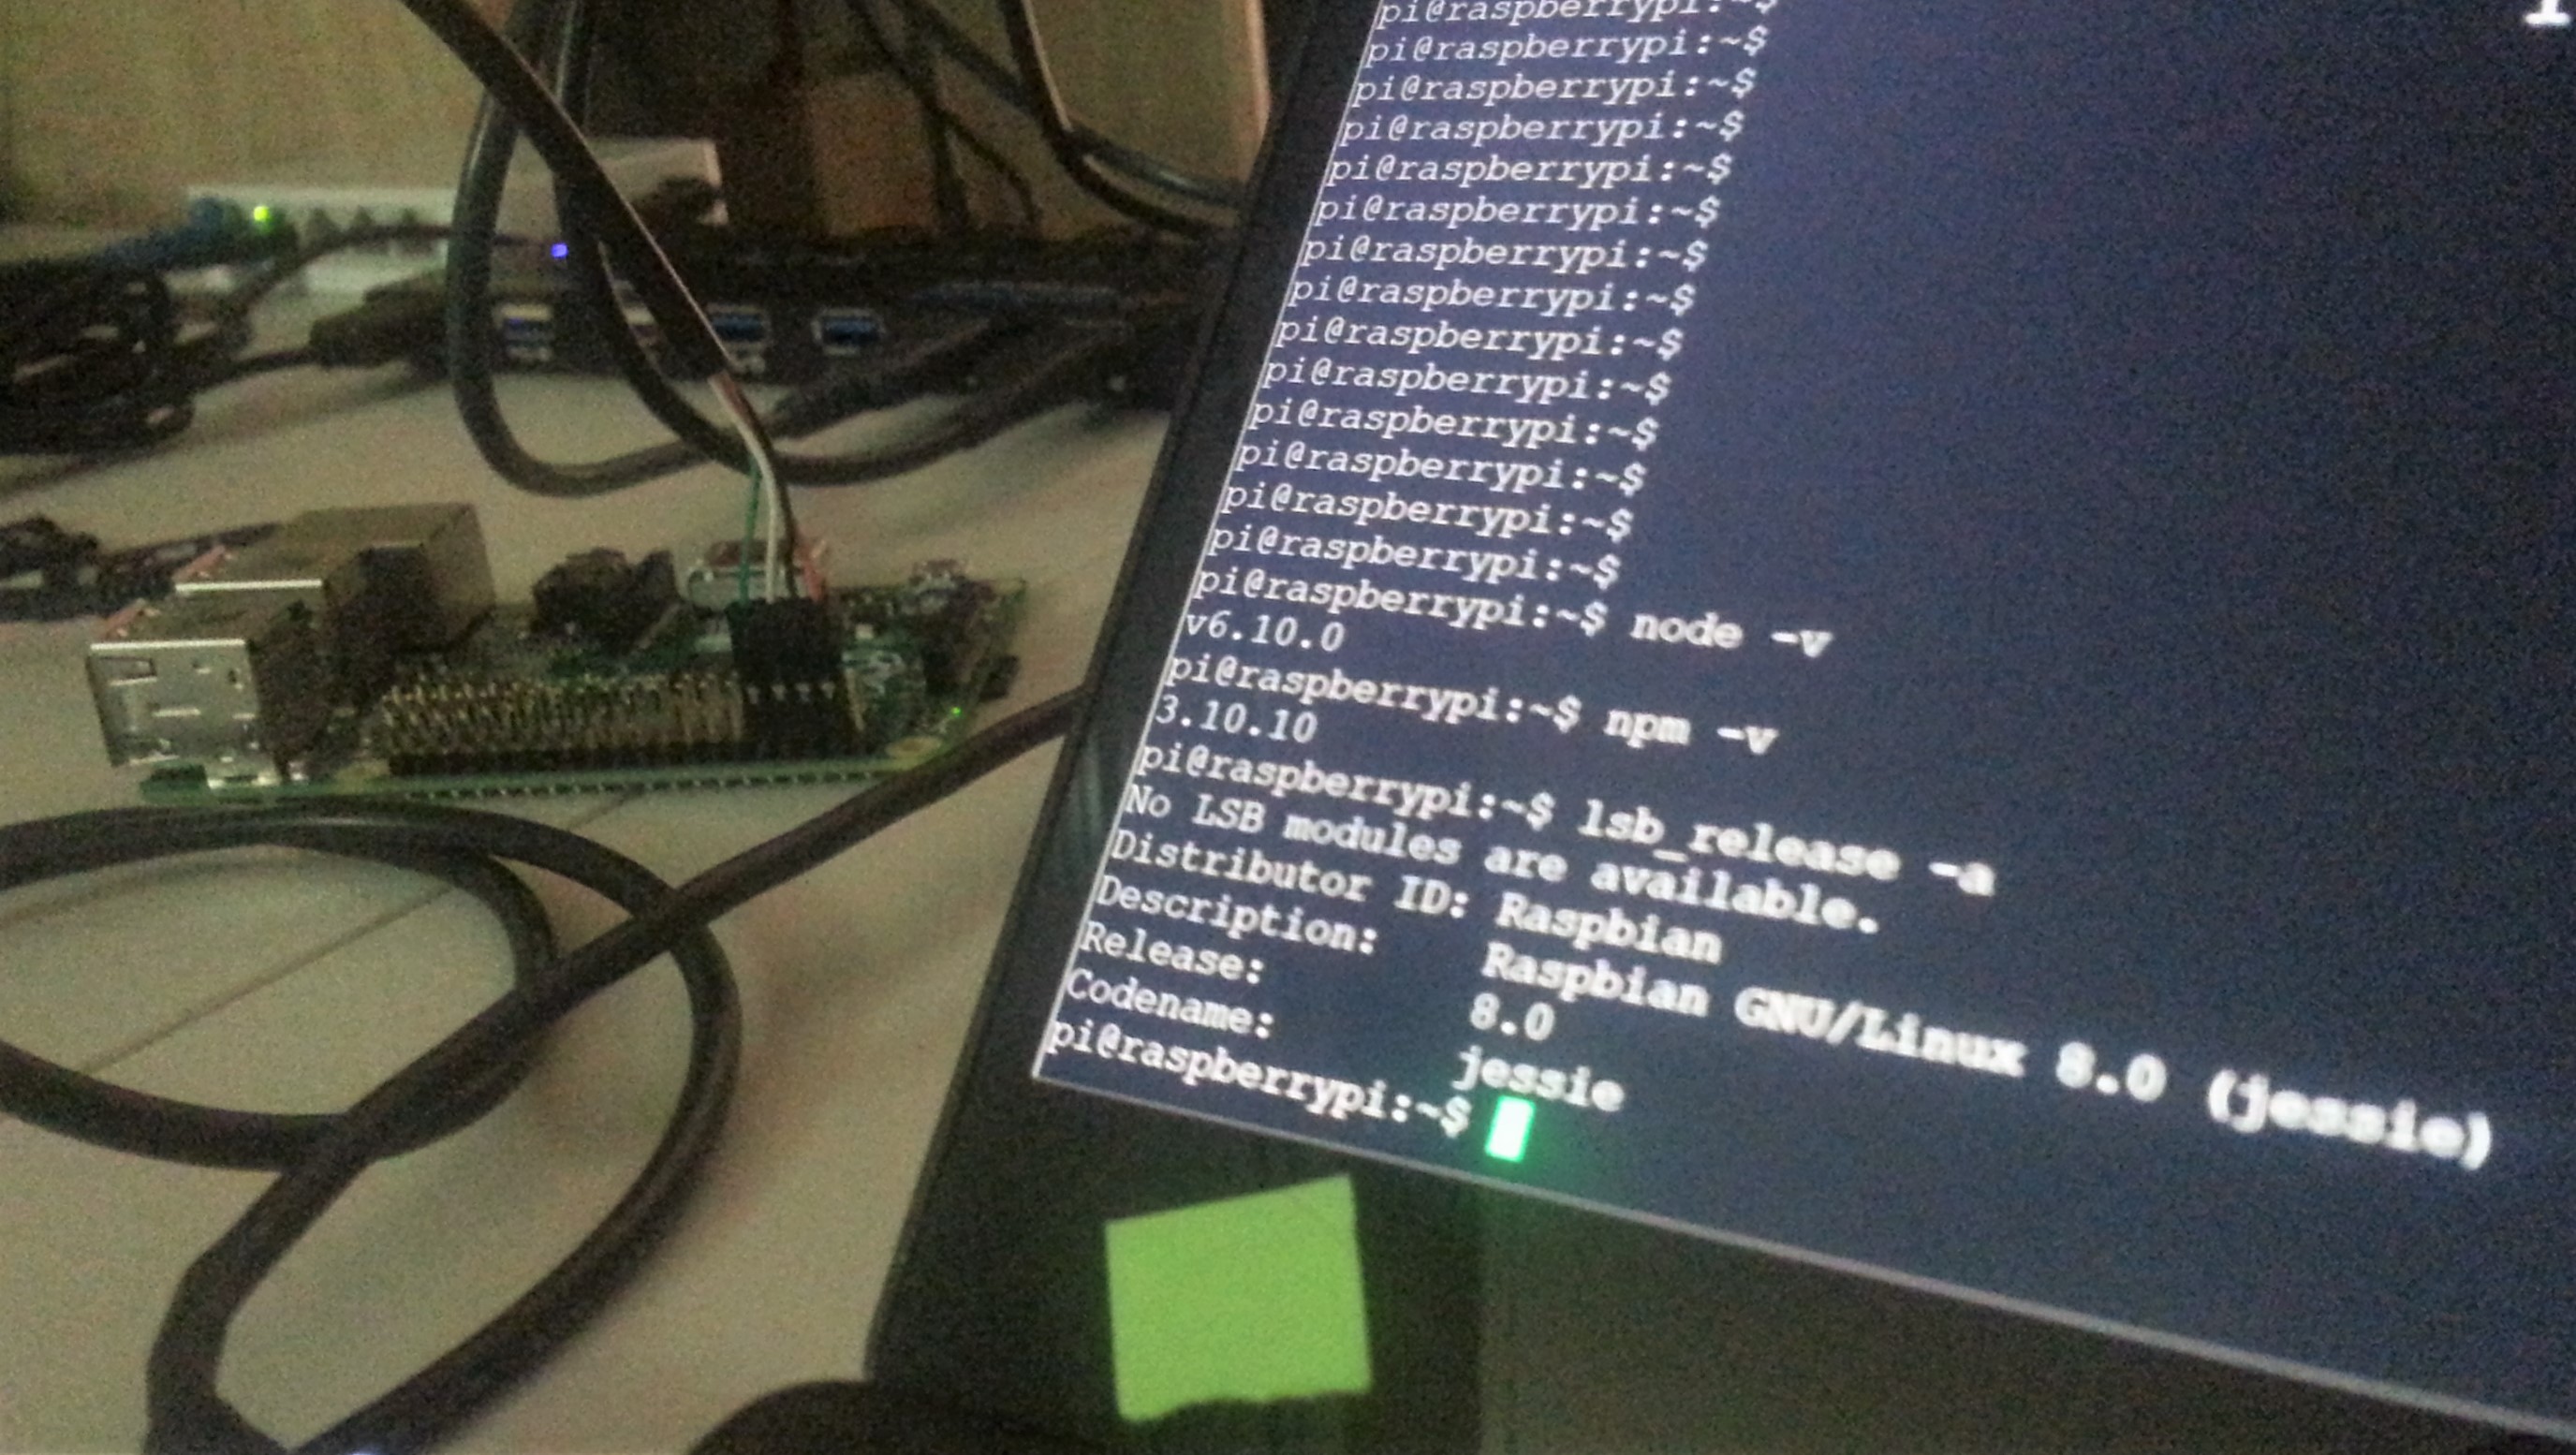 pi@raspberrypi:~$
pi@raspberrypi:~$
pi@raspberrypi:~$
pi@raspberrypi:~$
pi@raspberrypi:~$
pi@raspberrypi:~$
pi@raspberrypi:~$
pi@raspberrypi:~$
pi@raspberrypi:~$
pi@raspberrypi:~$
pi@raspberrypi:~$
pi@raspberrypi:~$
pi@raspberrypi:~$
pi@raspberrypi:~$
pi@raspberrypi:~$ node -v
v6.10.0
pi@raspberrypi:~$ npm -v
3.10.10
pi@raspberrypi:~$ lsb_release -a
No LSB modules are available.
Distributor ID: Raspbian
Description: Raspbian GNU/Linux 8.0 (jessie)
Release: 8.0
Codename: jessie
pi@raspberrypi:~$